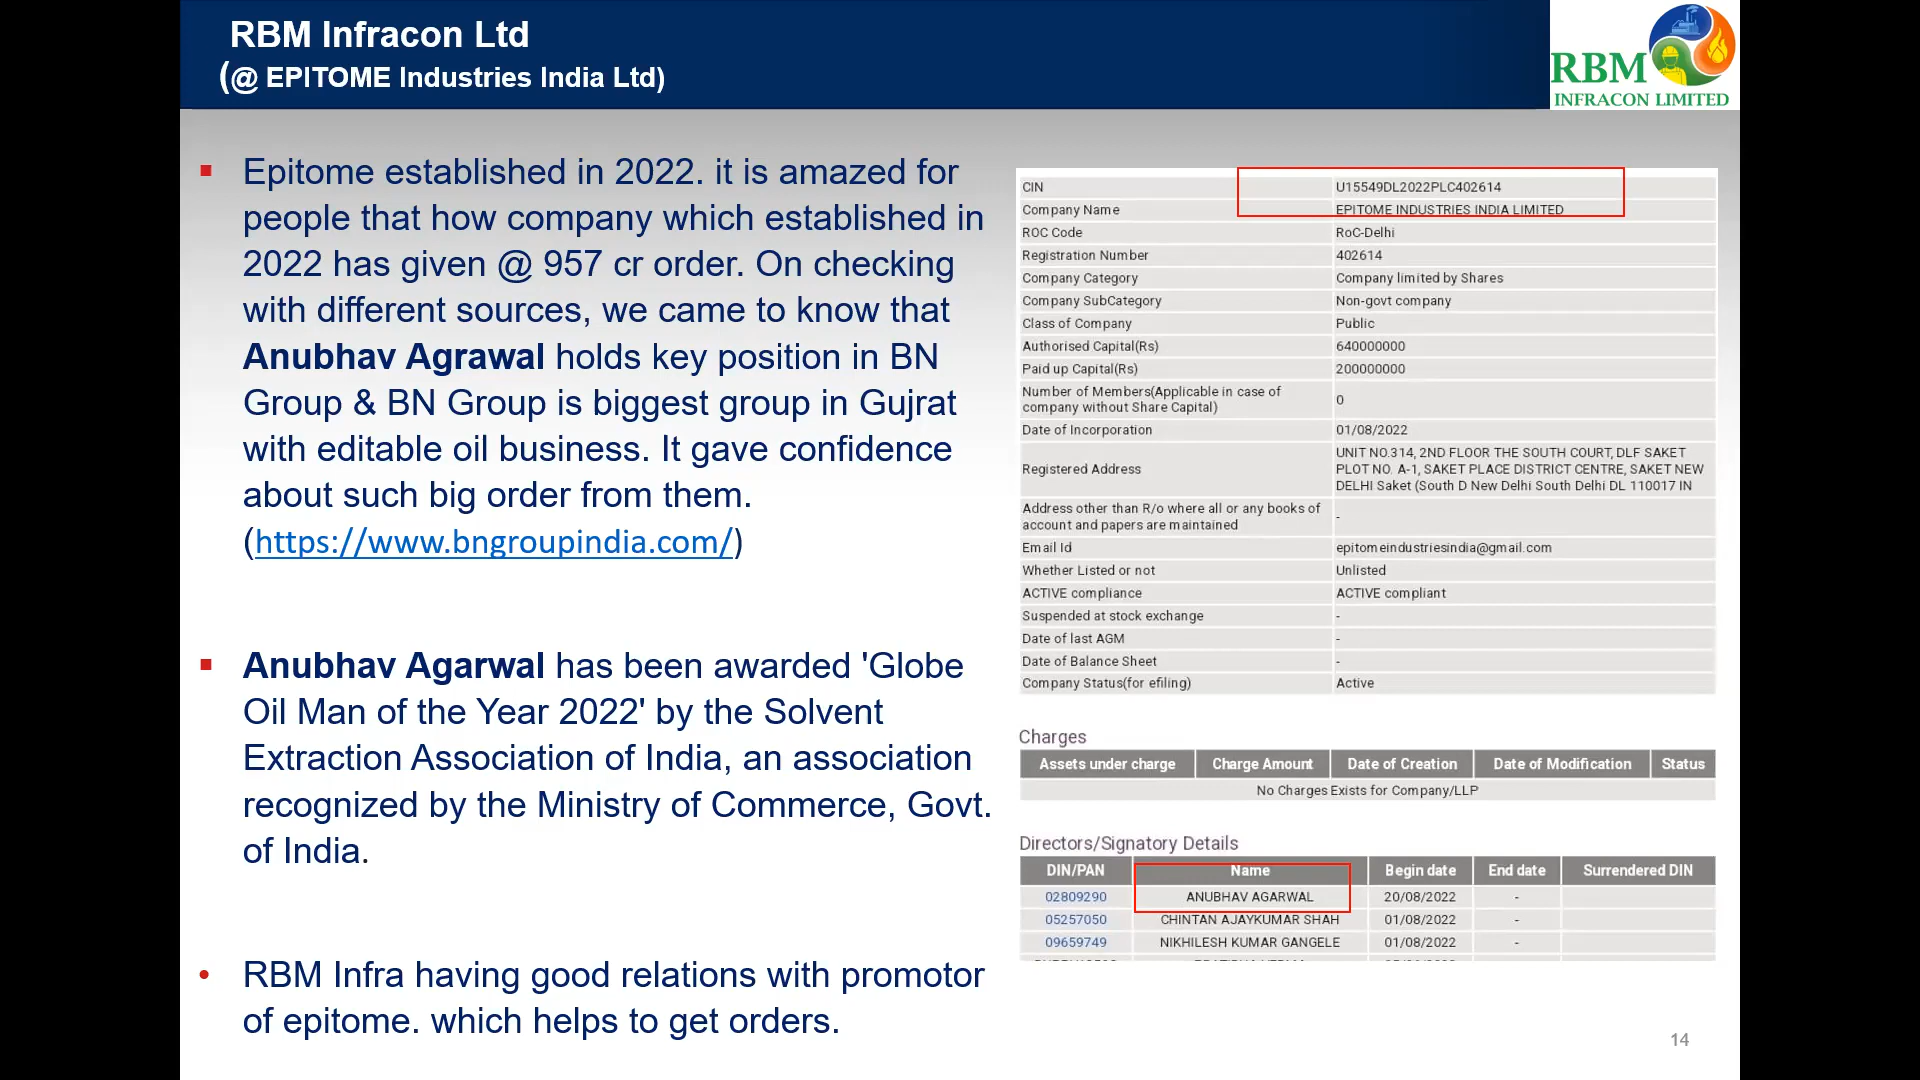 RBM Infracon Ltd
(@ EPITOME Industries India Ltd)
RBM
INFRACON LIMITED
Epitome established in 2022. it is amazed for
people that how company which established in
2022 has given @ 957 cr order. On checking
with different sources, we came to know that
Anubhav Agrawal holds key position in BN
Group & BN Group is biggest group in Gujrat
with editable oil business. It gave confidence
about such big order from them.
(https://www.bngroupindia.com/)
Anubhav Agarwal has been awarded 'Globe
Oil Man of the Year 2022' by the Solvent
Extraction Association of India, an association
recognized by the Ministry of Commerce, Govt.
of India.
RBM Infra having good relations with promotor
of epitome. which helps to get orders.
CIN U15549DL2022PLC402614
Company Name EPITOME INDUSTRIES INDIA LIMITED
ROC Code RoC-Delhi
Registration Number 402614
Company Category Company limited by Shares
Company SubCategory Non-govt company
Class of Company Public
Authorised Capital(Rs) 640000000
Paid up Capital(Rs) 200000000
Number of Members(Applicable in case of
company without Share Capital) 0
Date of Incorporation 01/08/2022
Registered Address UNIT NO.314, 2ND FLOOR THE SOUTH COURT, DLF SAKET
PLOT NO. A-1, SAKET PLACE DISTRICT CENTRE, SAKET NEW
DELHI Saket (South D New Delhi South Delhi DL 110017 IN
Address other than R/o where all or any books of
account and papers are maintained -
Email Id epitomeindustriesindia@gmail.com
Whether Listed or not Unlisted
ACTIVE compliance ACTIVE compliant
Suspended at stock exchange -
Date of last AGM -
Date of Balance Sheet -
Company Status(for efiling) Active
Charges
Assets under charge Charge Amount Date of Creation Date of Modification Status
No Charges Exists for Company/LLP
Directors/Signatory Details
DIN/PAN Name Begin date End date Surrendered DIN
02809290 ANUBHAV AGARWAL 20/08/2022 -
05257050 CHINTAN AJAYKUMAR SHAH 01/08/2022 -
09659749 NIKHILESH KUMAR GANGELE 01/08/2022 -
14